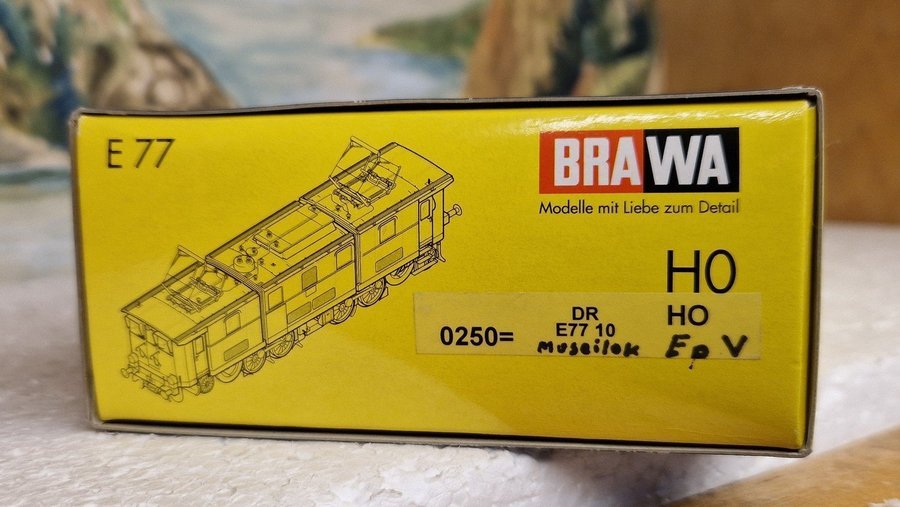 E 77
BRAWA
Modelle mit Liebe zum Detail
H0
0250=
DR
E77 10
museilok
HO
Ep V